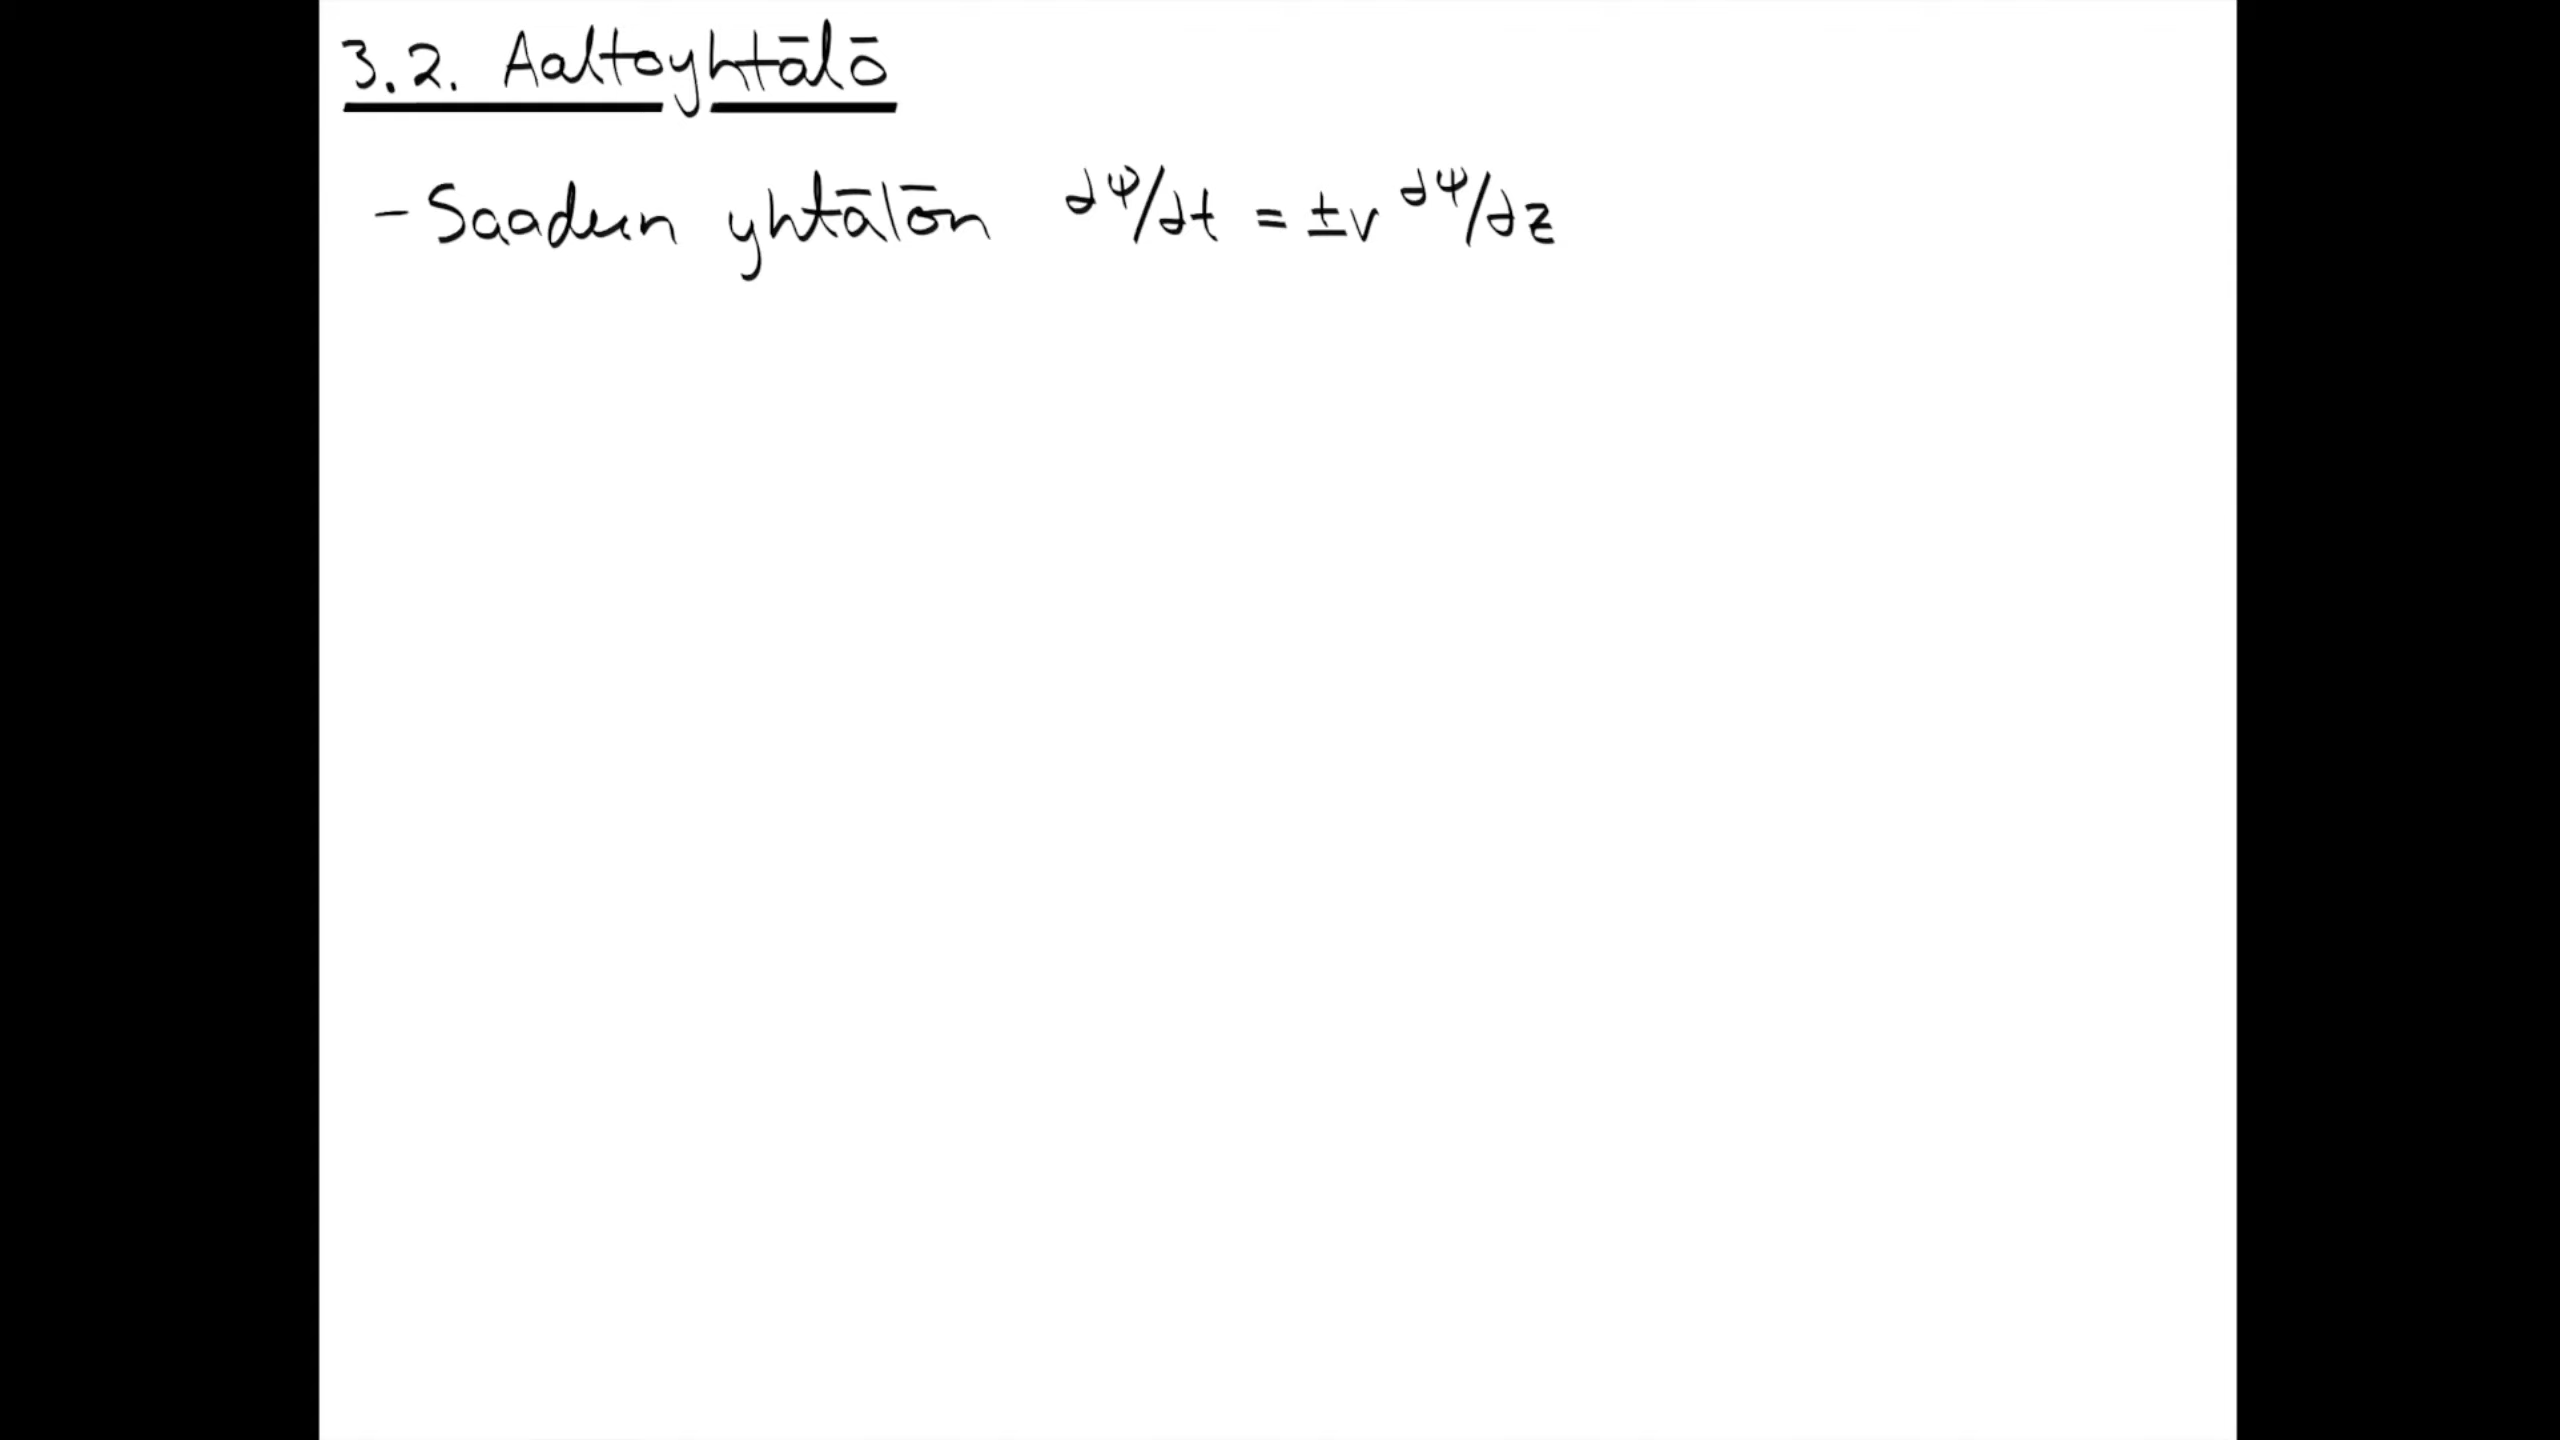 3.2. Aaltoyhtälö
- Saadun yhtälön ∂ψ/∂t = ±v ∂ψ/∂z